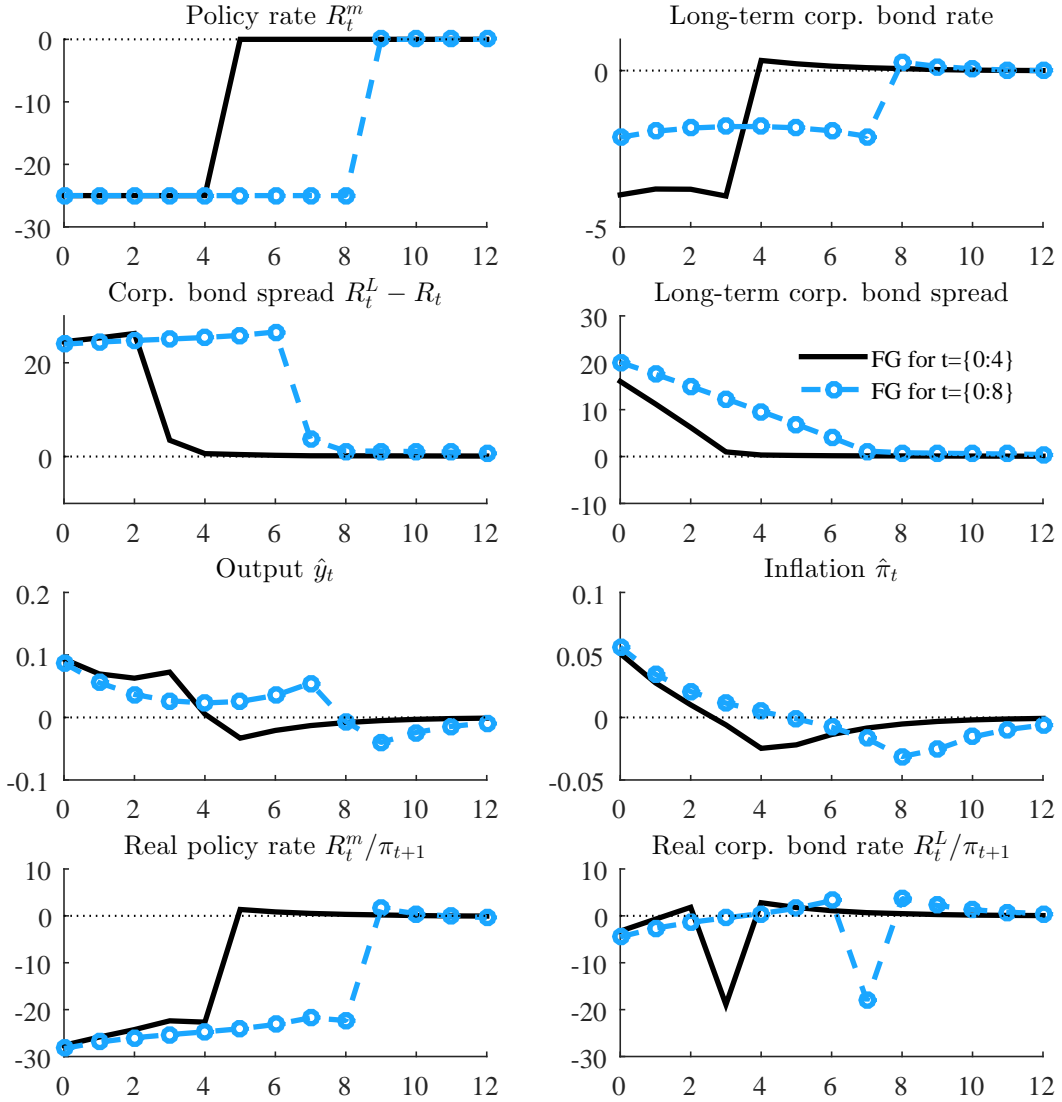 Policy rate $R_t^m$
0
-10
-20
-30
0 2 4 6 8 10 12
Long-term corp. bond rate
0
-5
0 2 4 6 8 10 12
Corp. bond spread $R_t^L - R_t$
20
0
0 2 4 6 8 10 12
Long-term corp. bond spread
30
20
10
0
-10
FG for t={0:4}
FG for t={0:8}
0 2 4 6 8 10 12
Output $\hat{y}_t$
0.2
0.1
0
-0.1
0 2 4 6 8 10 12
Inflation $\hat{\pi}_t$
0.1
0.05
0
-0.05
0 2 4 6 8 10 12
Real policy rate $R_t^m/\pi_{t+1}$
10
0
-10
-20
-30
0 2 4 6 8 10 12
Real corp. bond rate $R_t^L/\pi_{t+1}$
10
0
-10
-20
-30
0 2 4 6 8 10 12